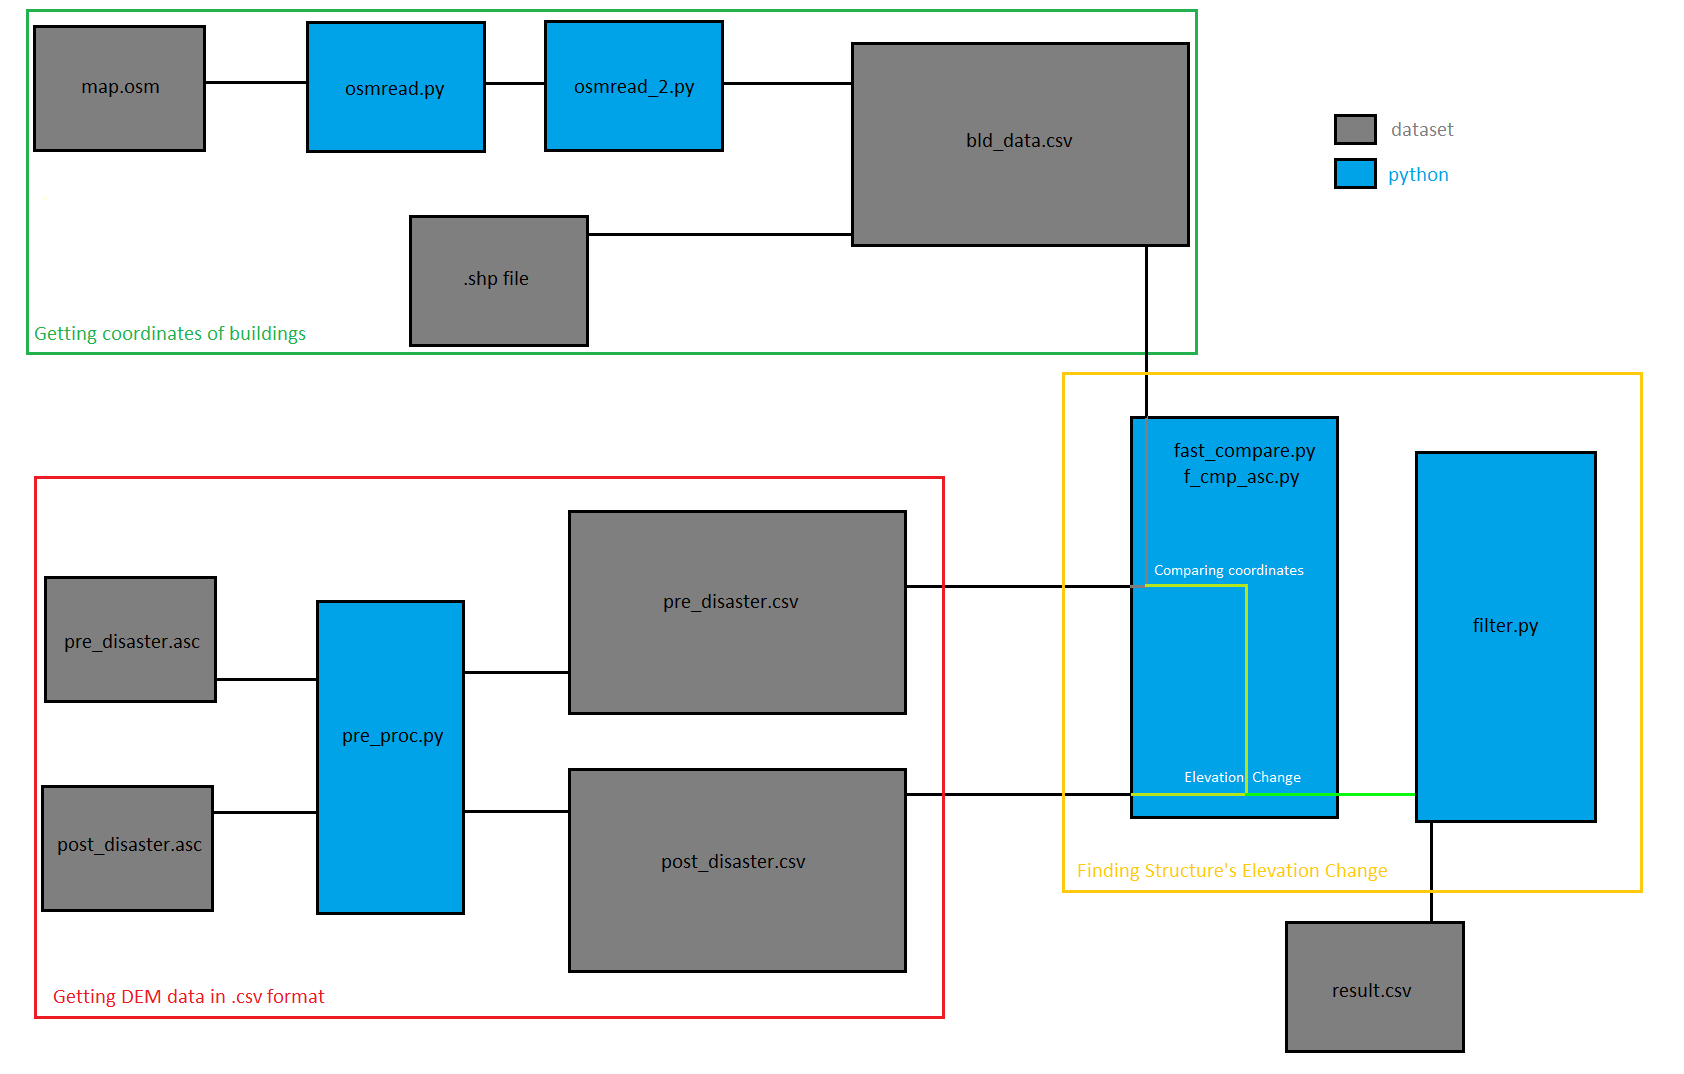 map.osm
osmread.py
osmread_2.py
bld_data.csv
dataset
python
.shp file
Getting coordinates of buildings
fast_compare.py
f_cmp_asc.py
Comparing coordinates
pre_disaster.csv
filter.py
pre_disaster.asc
pre_proc.py
Elevation Change
post_disaster.asc
post_disaster.csv
Finding Structure's Elevation Change
Getting DEM data in .csv format
result.csv